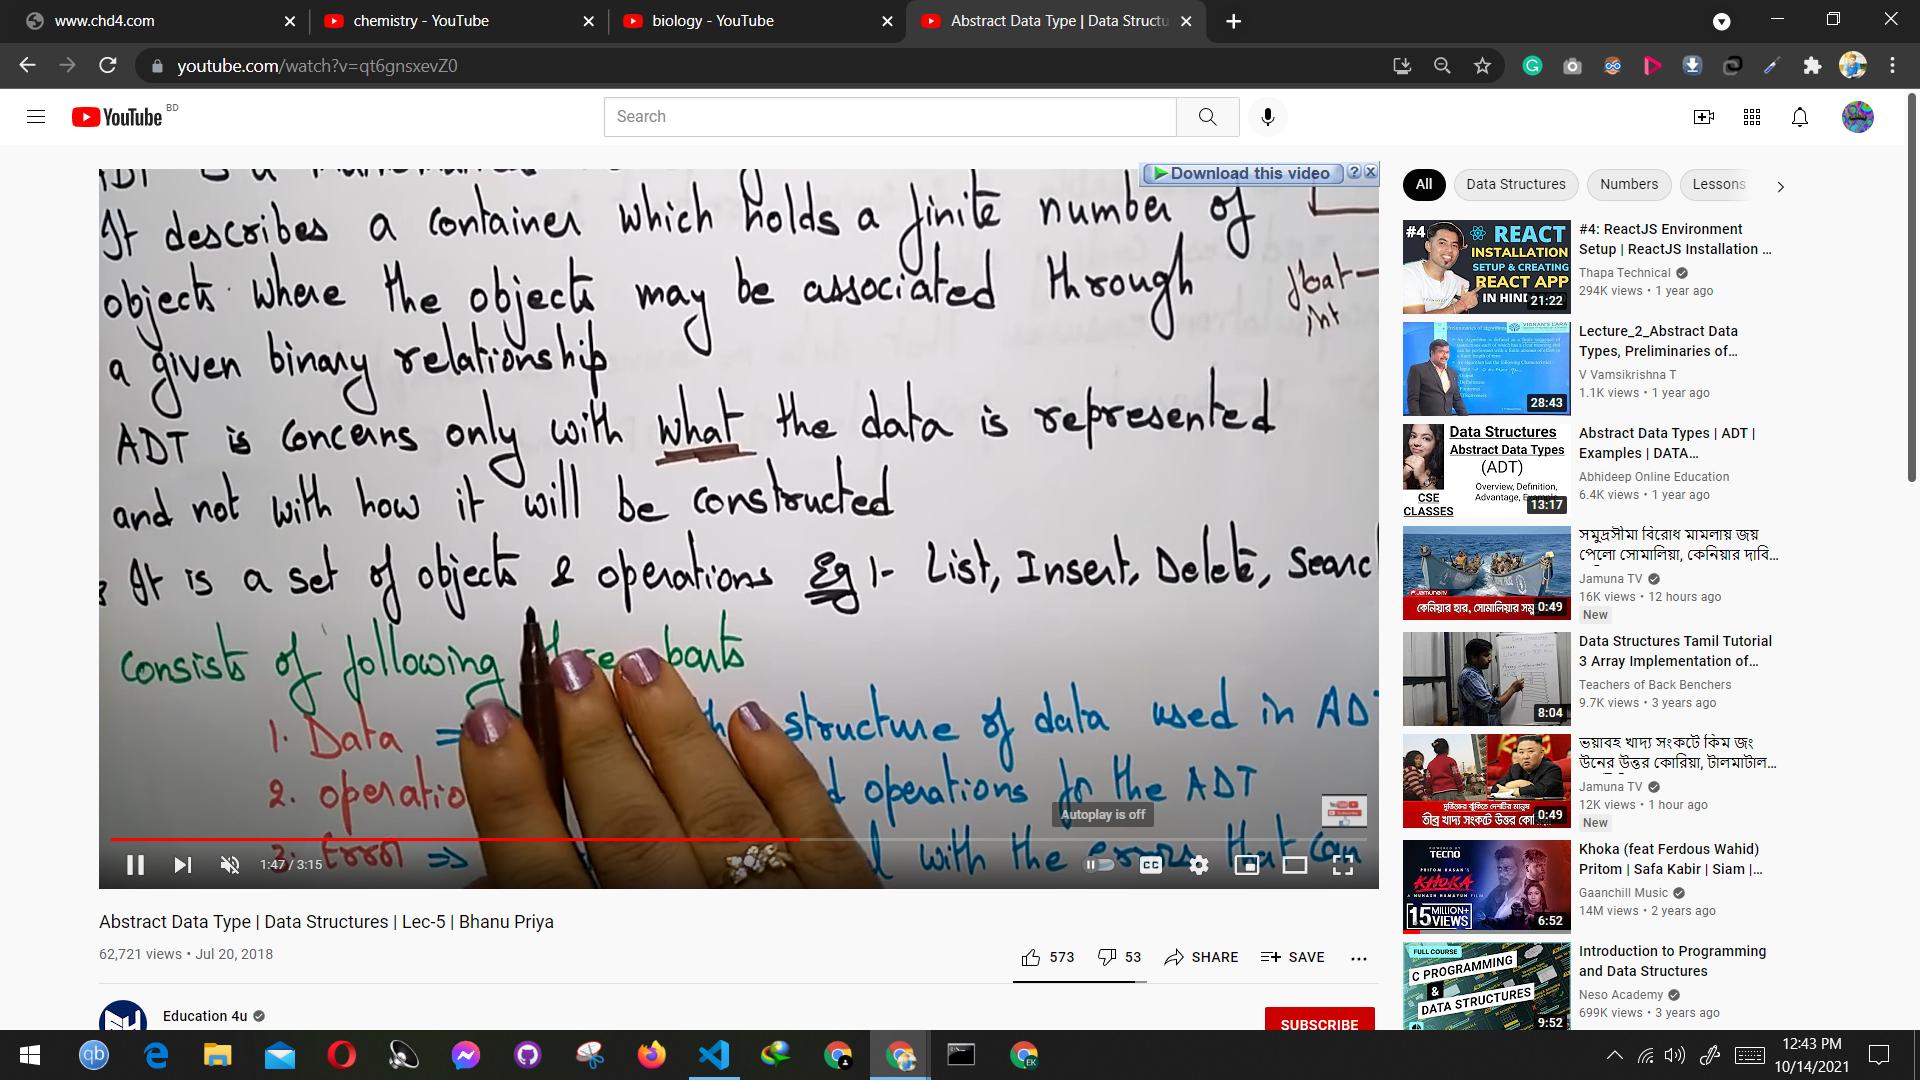 www.chd4.com
chemistry - YouTube
biology - YouTube
Abstract Data Type | Data Structu
youtube.com/watch?v=qt6gnsxevZ0
YouTube BD
Search
Download this video ? X
ADT is a
It describes a container which holds a finite number of
objects where the objects may be associated through
a given binary relationship
float
int
ADT is concerns only with what the data is represented
and not with how it will be constructed
It is a set of objects & operations Eg:- List, Insert, Delete, Searc
Consists of following parts
1. Data => structure of data used in AD
2. operatio operations for the ADT
3. Error => with the errors that can
Autoplay is off
1:47 / 3:15
CC
Abstract Data Type | Data Structures | Lec-5 | Bhanu Priya
62,721 views • Jul 20, 2018
573
53
SHARE
SAVE
Education 4u
SUBSCRIBE
All
Data Structures
Numbers
Lessons
#4 REACT
INSTALLATION
SETUP & CREATING
REACT APP
IN HIN
21:22
#4: ReactJS Environment
Setup | ReactJS Installation ...
Thapa Technical
294K views • 1 year ago
28:43
Lecture_2_Abstract Data
Types, Preliminaries of...
V Vamsikrishna T
1.1K views • 1 year ago
Data Structures
Abstract Data Types
(ADT)
Overview, Definition,
Advantage, Example
CSE
CLASSES
13:17
Abstract Data Types | ADT |
Examples | DATA...
Abhideep Online Education
6.4K views • 1 year ago
কেনিয়ার হার, সোমালিয়ার সমু
0:49
সমুদ্রসীমা বিরোধ মামলায় জয়
পেলো সোমালিয়া, কেনিয়ার দাবি...
Jamuna TV
16K views • 12 hours ago
New
8:04
Data Structures Tamil Tutorial
3 Array Implementation of...
Teachers of Back Benchers
9.7K views • 3 years ago
তীব্র খাদ্য সংকটে উত্তর কো
0:49
ভয়াবহ খাদ্য সংকটে কিম জং
উনের উত্তর কোরিয়া, টালমাটাল...
Jamuna TV
12K views • 1 hour ago
New
POWERED BY
TECNO
PRITOM HASAN'S
KHOKA
A NUHASH HUMAYUN FILM
15 MILLION+
VIEWS
6:52
Khoka (feat Ferdous Wahid)
Pritom | Safa Kabir | Siam |...
Gaanchill Music
14M views • 2 years ago
FULL COURSE
C PROGRAMMING
&
DATA STRUCTURES
9:52
Introduction to Programming
and Data Structures
Neso Academy
699K views • 3 years ago
qb
EK
12:43 PM
10/14/2021